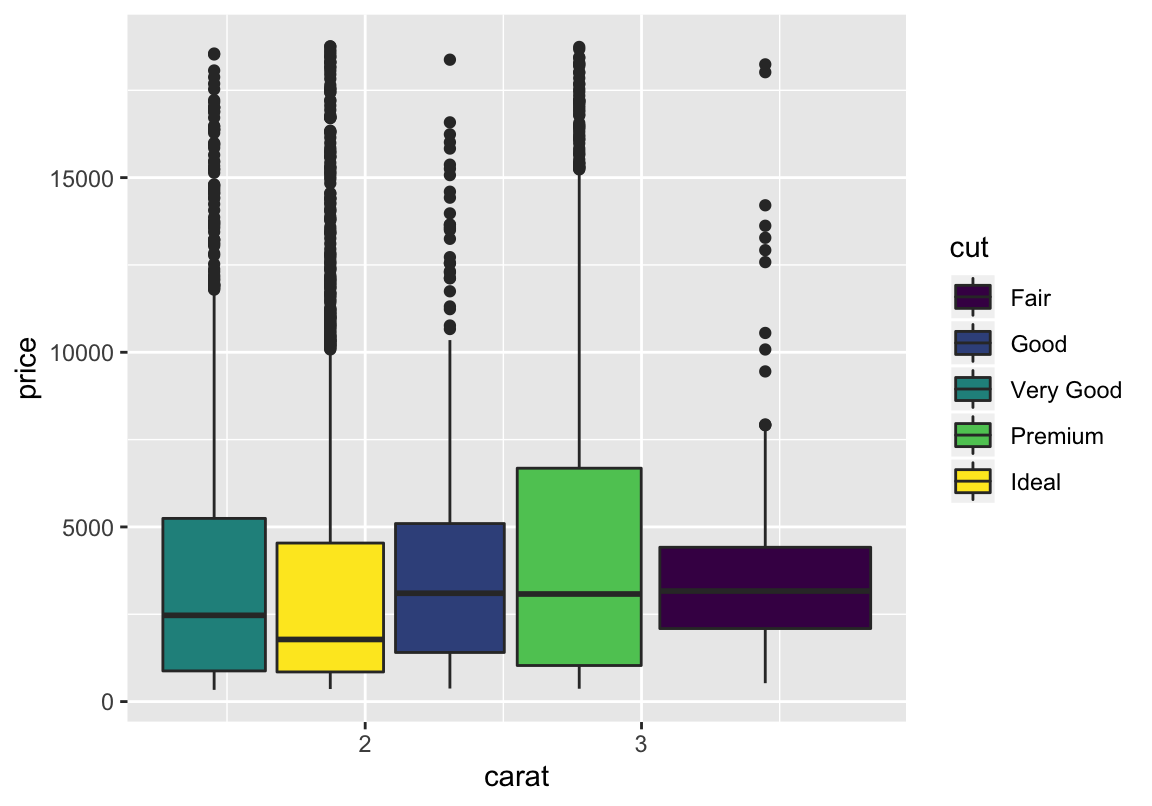 price
15000
10000
5000
0
2
3
carat
cut
Fair
Good
Very Good
Premium
Ideal